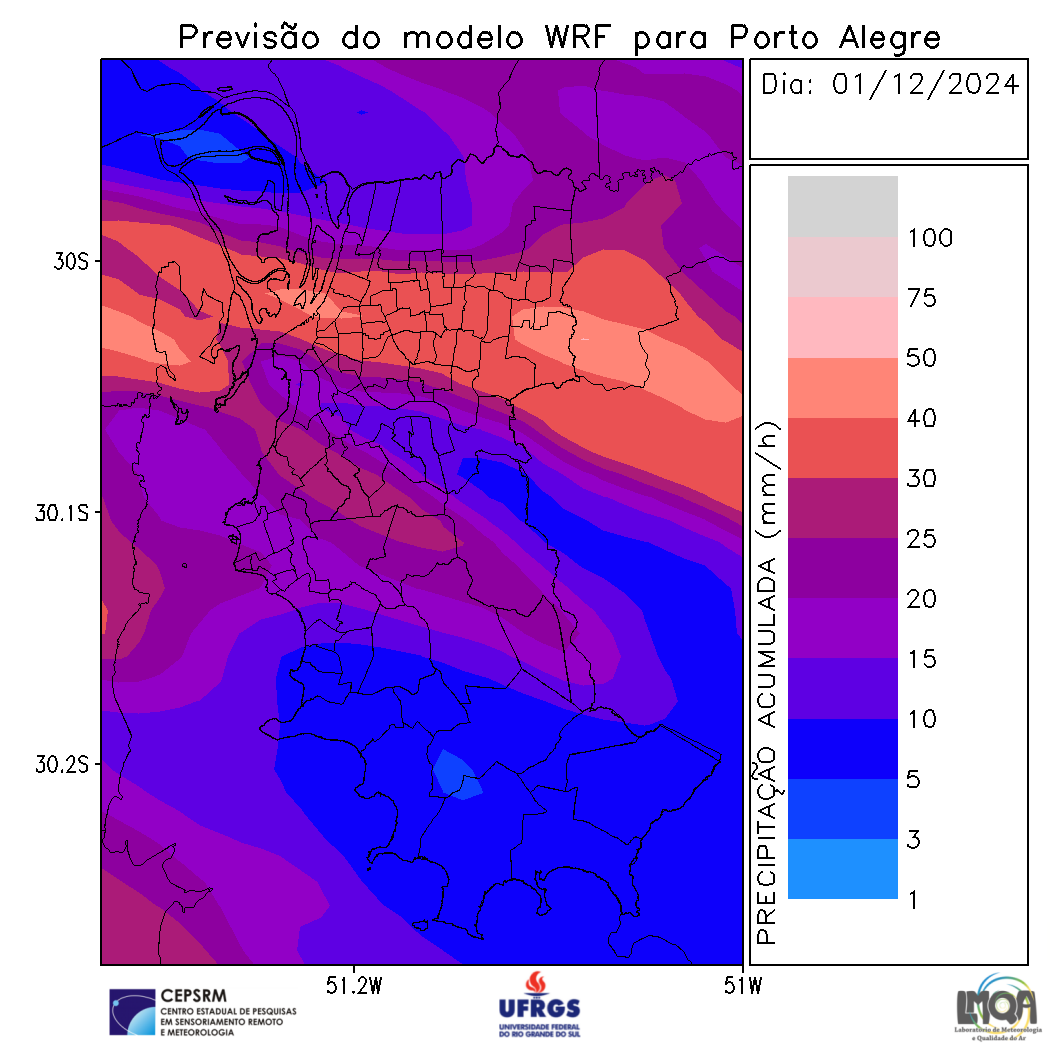 Previsão do modelo WRF para Porto Alegre
Dia: 01/12/2024
30S
30.1S
30.2S
51.2W
51W
PRECIPITAÇÃO ACUMULADA (mm/h)
100
75
50
40
30
25
20
15
10
5
3
1
CEPSRM
CENTRO ESTADUAL DE PESQUISAS
EM SENSORIAMENTO REMOTO
E METEOROLOGIA
UFRGS
UNIVERSIDADE FEDERAL
DO RIO GRANDE DO SUL
LMQA
Laboratório de Meteorologia
e Qualidade do Ar